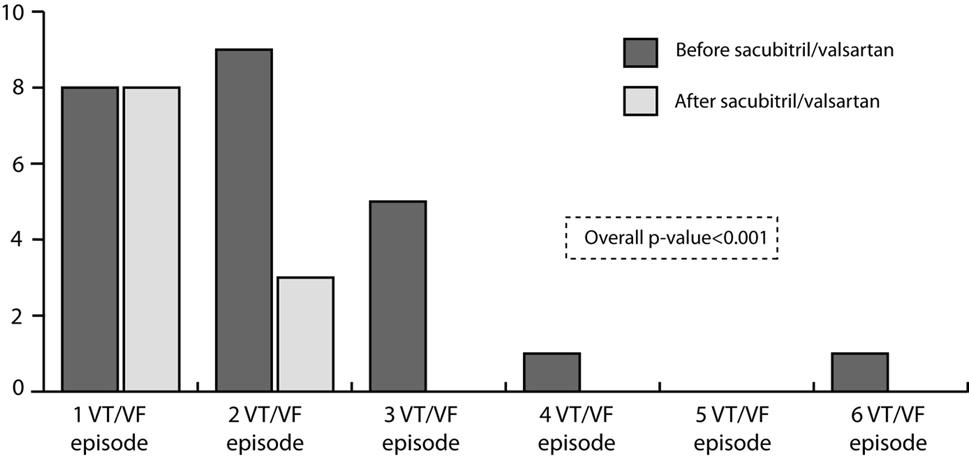 10
8
6
4
2
0
Before sacubitril/valsartan
After sacubitril/valsartan
Overall p-value<0.001
1 VT/VF
episode
2 VT/VF
episode
3 VT/VF
episode
4 VT/VF
episode
5 VT/VF
episode
6 VT/VF
episode